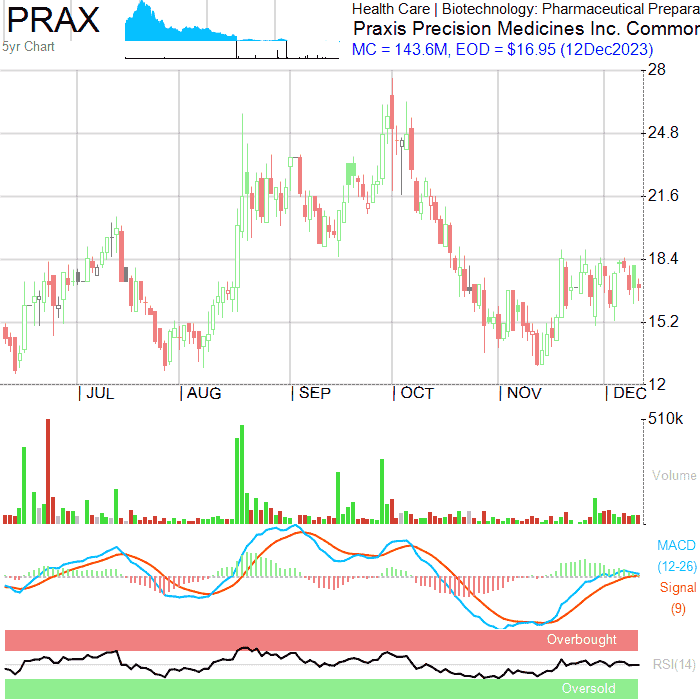 PRAX
5yr Chart
Health Care | Biotechnology: Pharmaceutical Prepara
Praxis Precision Medicines Inc. Common
MC = 143.6M, EOD = $16.95 (12Dec2023)
28
24.8
21.6
18.4
15.2
12
| JUL | AUG | SEP | OCT | NOV | DEC
510k
Volume
MACD
(12-26)
Signal
(9)
Overbought
RSI(14)
Oversold